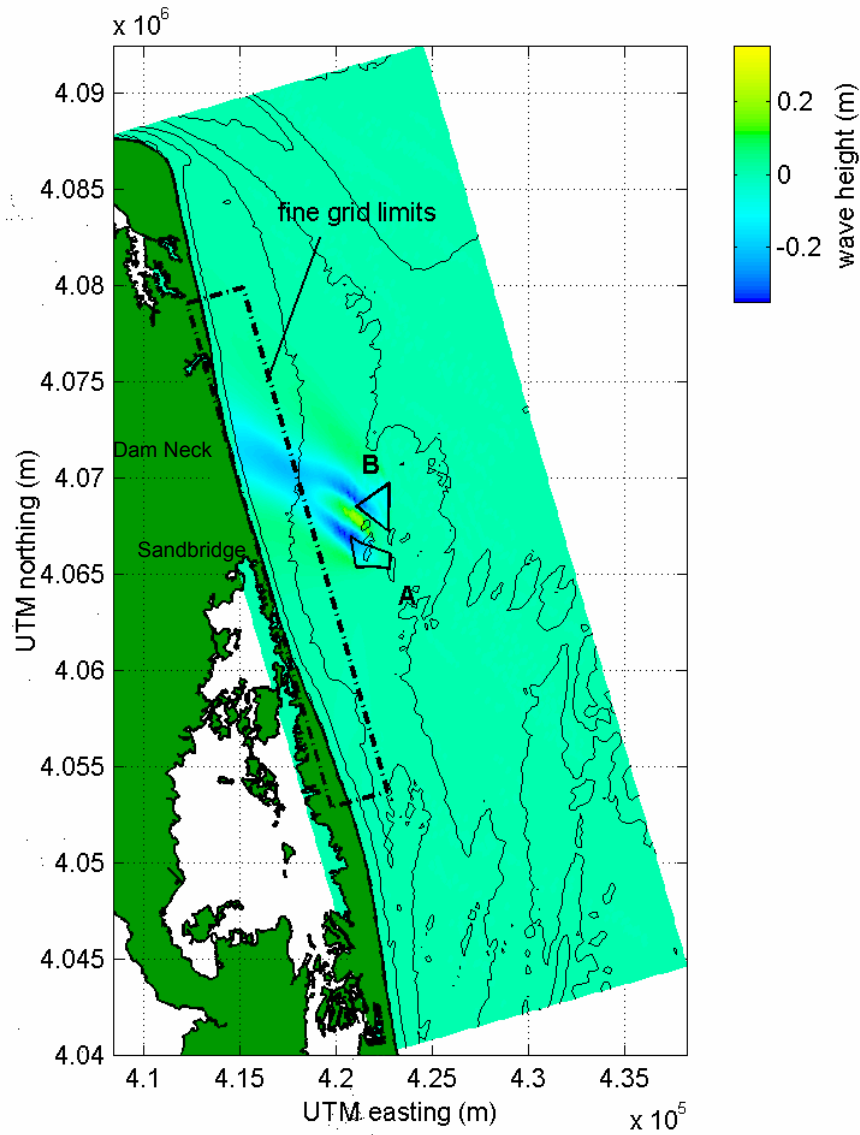 x 10^6
4.09
4.085
4.08
4.075
4.07
4.065
4.06
4.055
4.05
4.045
4.04
UTM northing (m)
fine grid limits
Dam Neck
Sandbridge
B
A
4.1
4.15
4.2
4.25
4.3
4.35
UTM easting (m)
x 10^5
0.2
0
-0.2
wave height (m)